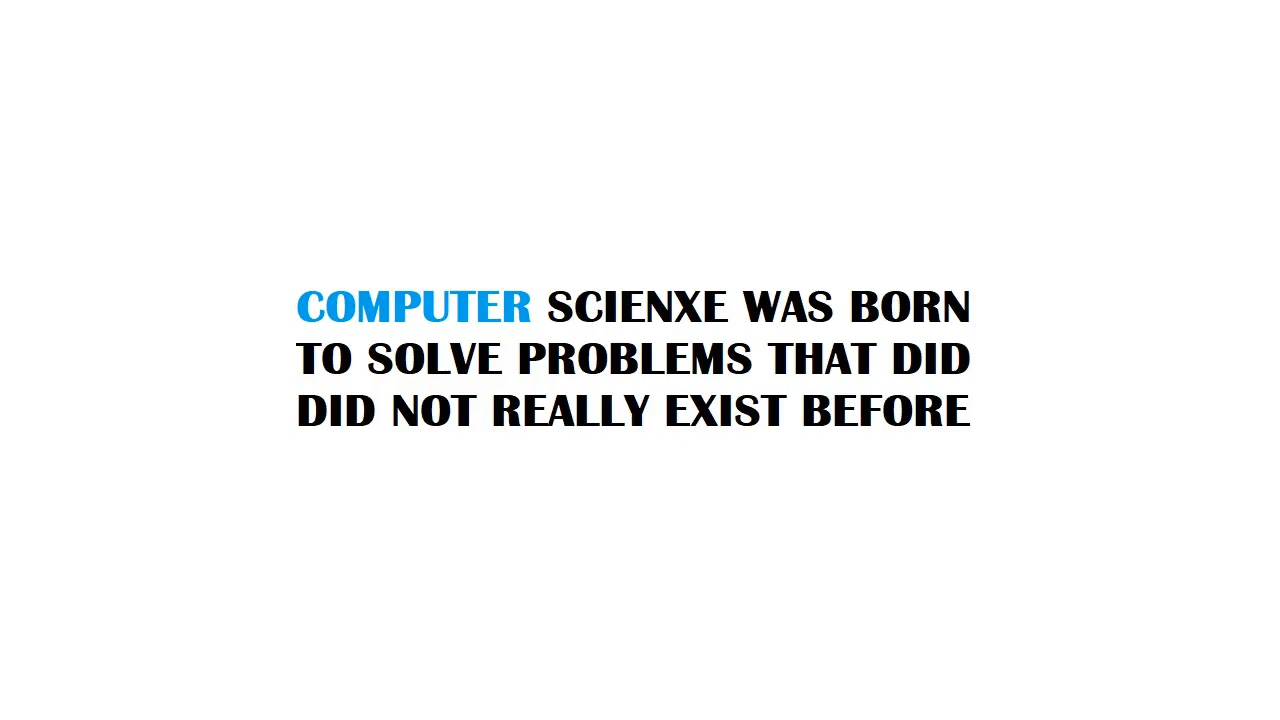 COMPUTER SCIENXE WAS BORN
TO SOLVE PROBLEMS THAT DID
DID NOT REALLY EXIST BEFORE